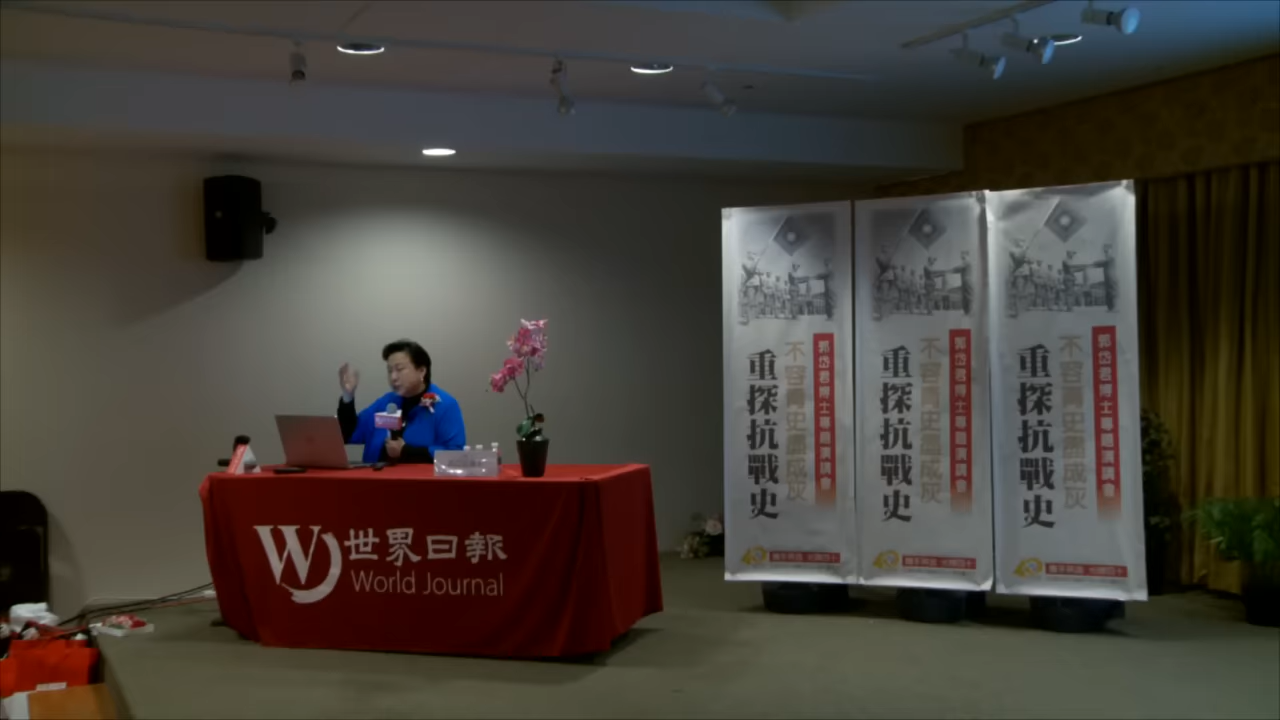 世界日報
World Journal
郭岱君博士專題演講會
不容青史盡成灰
重探抗戰史
郭岱君博士專題演講會
不容青史盡成灰
重探抗戰史
郭岱君博士專題演講會
不容青史盡成灰
重探抗戰史